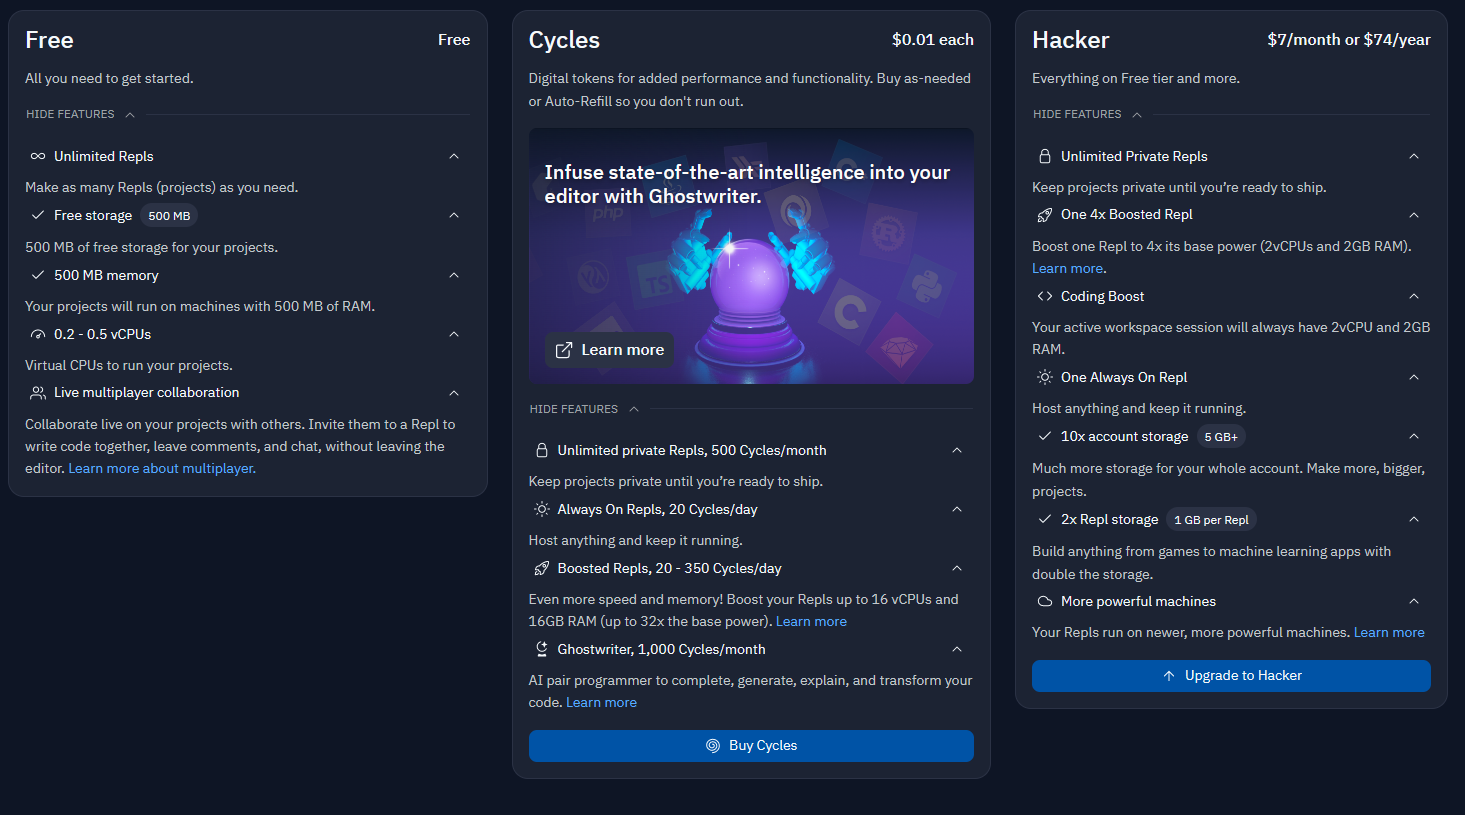 Free
Free
All you need to get started.
HIDE FEATURES
Unlimited Repls
Make as many Repls (projects) as you need.
Free storage 500 MB
500 MB of free storage for your projects.
500 MB memory
Your projects will run on machines with 500 MB of RAM.
0.2 - 0.5 vCPUs
Virtual CPUs to run your projects.
Live multiplayer collaboration
Collaborate live on your projects with others. Invite them to a Repl to
write code together, leave comments, and chat, without leaving the
editor. Learn more about multiplayer.
Cycles
$0.01 each
Digital tokens for added performance and functionality. Buy as-needed
or Auto-Refill so you don't run out.
Infuse state-of-the-art intelligence into your
editor with Ghostwriter.
php
TS
C
Learn more
HIDE FEATURES
Unlimited private Repls, 500 Cycles/month
Keep projects private until you’re ready to ship.
Always On Repls, 20 Cycles/day
Host anything and keep it running.
Boosted Repls, 20 - 350 Cycles/day
Even more speed and memory! Boost your Repls up to 16 vCPUs and
16GB RAM (up to 32x the base power). Learn more
Ghostwriter, 1,000 Cycles/month
AI pair programmer to complete, generate, explain, and transform your
code. Learn more
Buy Cycles
Hacker
$7/month or $74/year
Everything on Free tier and more.
HIDE FEATURES
Unlimited Private Repls
Keep projects private until you’re ready to ship.
One 4x Boosted Repl
Boost one Repl to 4x its base power (2vCPUs and 2GB RAM).
Learn more.
Coding Boost
Your active workspace session will always have 2vCPU and 2GB
RAM.
One Always On Repl
Host anything and keep it running.
10x account storage 5 GB+
Much more storage for your whole account. Make more, bigger,
projects.
2x Repl storage 1 GB per Repl
Build anything from games to machine learning apps with
double the storage.
More powerful machines
Your Repls run on newer, more powerful machines. Learn more
Upgrade to Hacker